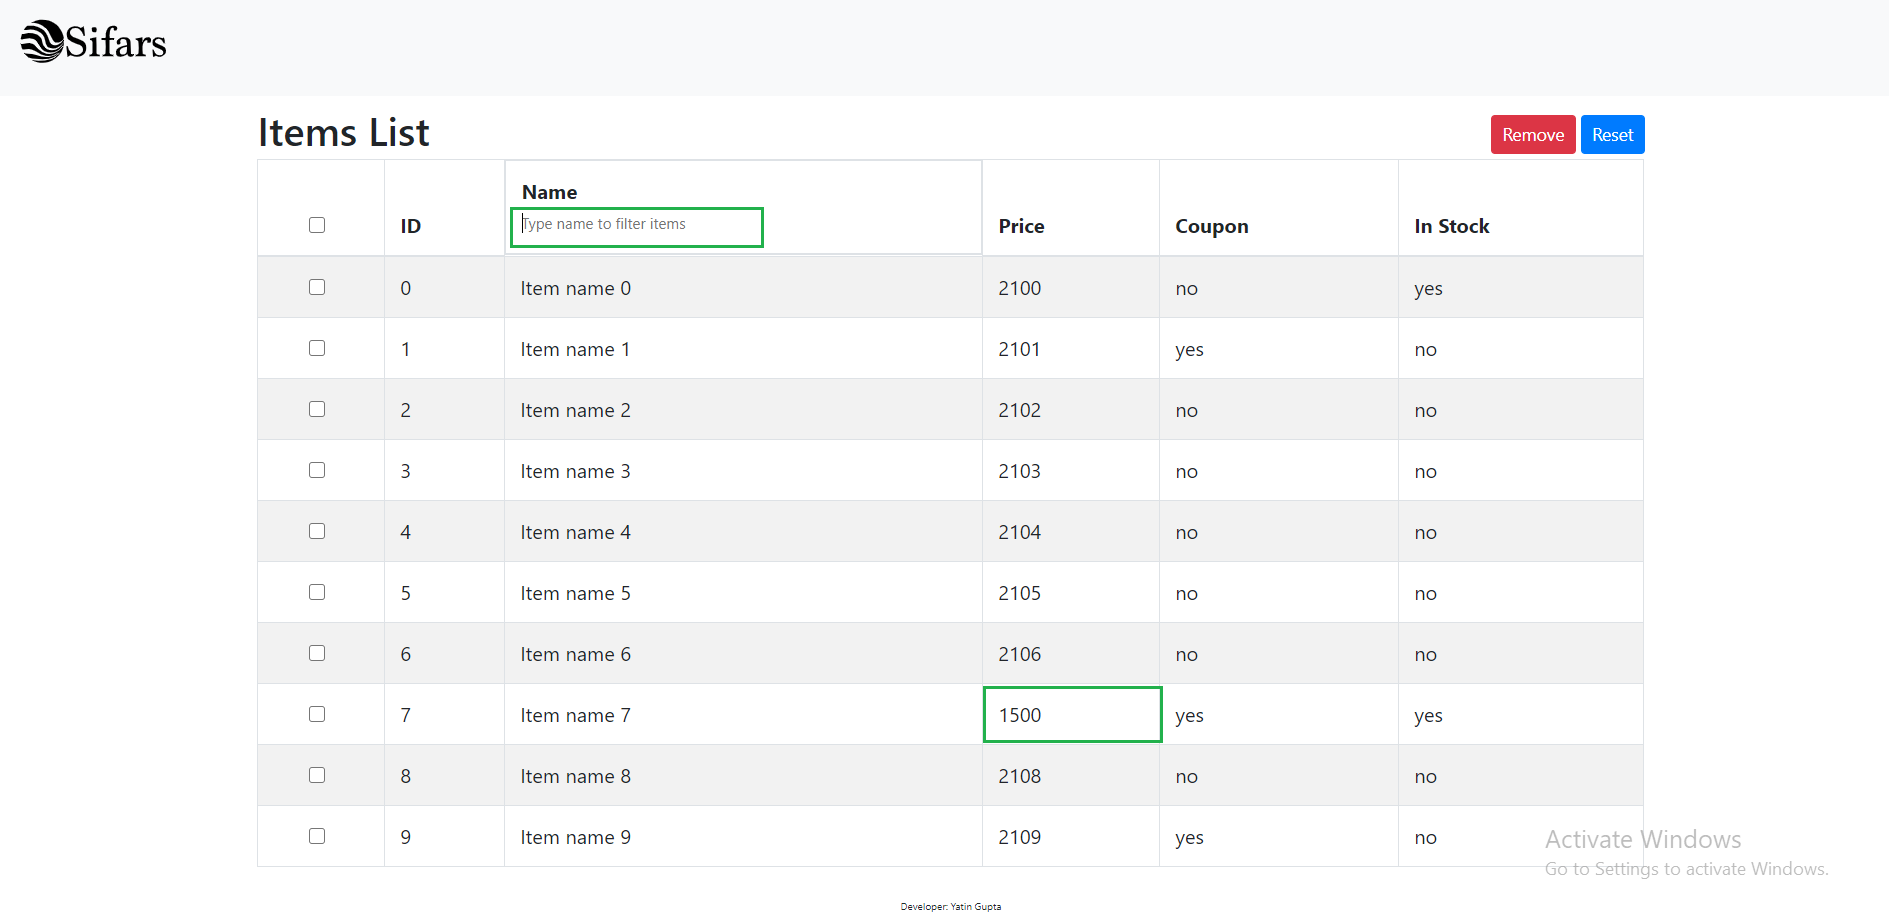 Sifars
Items List
Remove Reset
Name
Type name to filter items
ID Price Coupon In Stock
0 Item name 0 2100 no yes
1 Item name 1 2101 yes no
2 Item name 2 2102 no no
3 Item name 3 2103 no no
4 Item name 4 2104 no no
5 Item name 5 2105 no no
6 Item name 6 2106 no no
7 Item name 7 1500 yes yes
8 Item name 8 2108 no no
9 Item name 9 2109 yes no
Activate Windows
Go to Settings to activate Windows.
Developer: Yatin Gupta